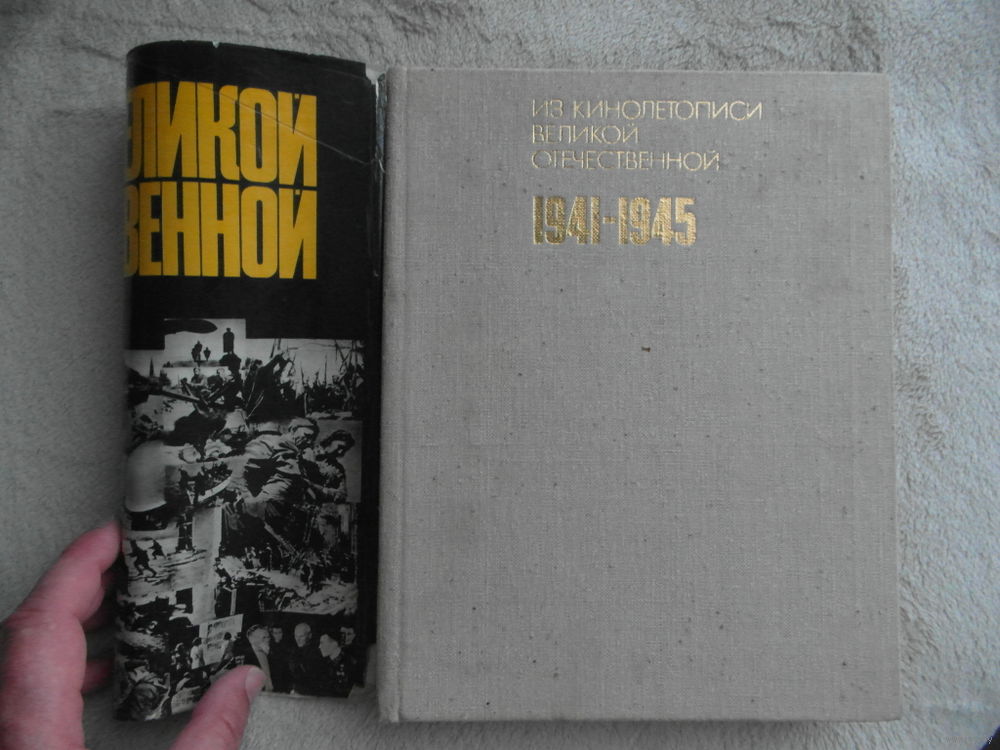 ЛИКОЙ
ВЕННОЙ
ИЗ КИНОЛЕТОПИСИ
ВЕЛИКОЙ
ОТЕЧЕСТВЕННОЙ
1941-1945